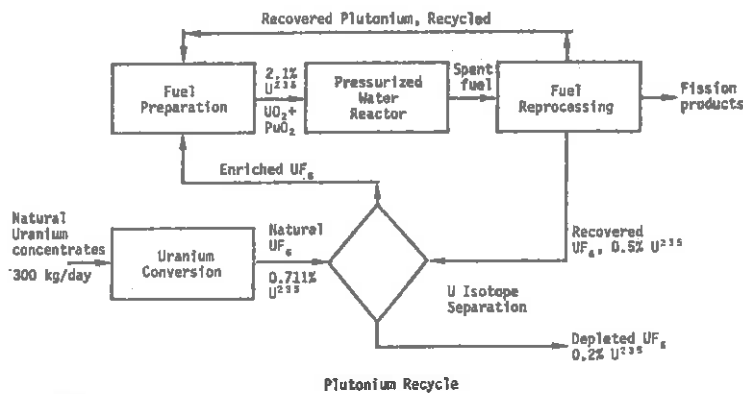 Recovered Plutonium, Recycled
Fuel
Preparation
2.1%
U²³⁵
UO₂+
PuO₂
Pressurized
Water
Reactor
Spent
fuel
Fuel
Reprocessing
Fission
products
Enriched UF₆
Natural
Uranium
concentrates
300 kg/day
Uranium
Conversion
Natural
UF₆
0.711%
U²³⁵
Recovered
UF₆, 0.5% U²³⁵
U Isotope
Separation
Depleted UF₆
0.2% U²³⁵
Plutonium Recycle